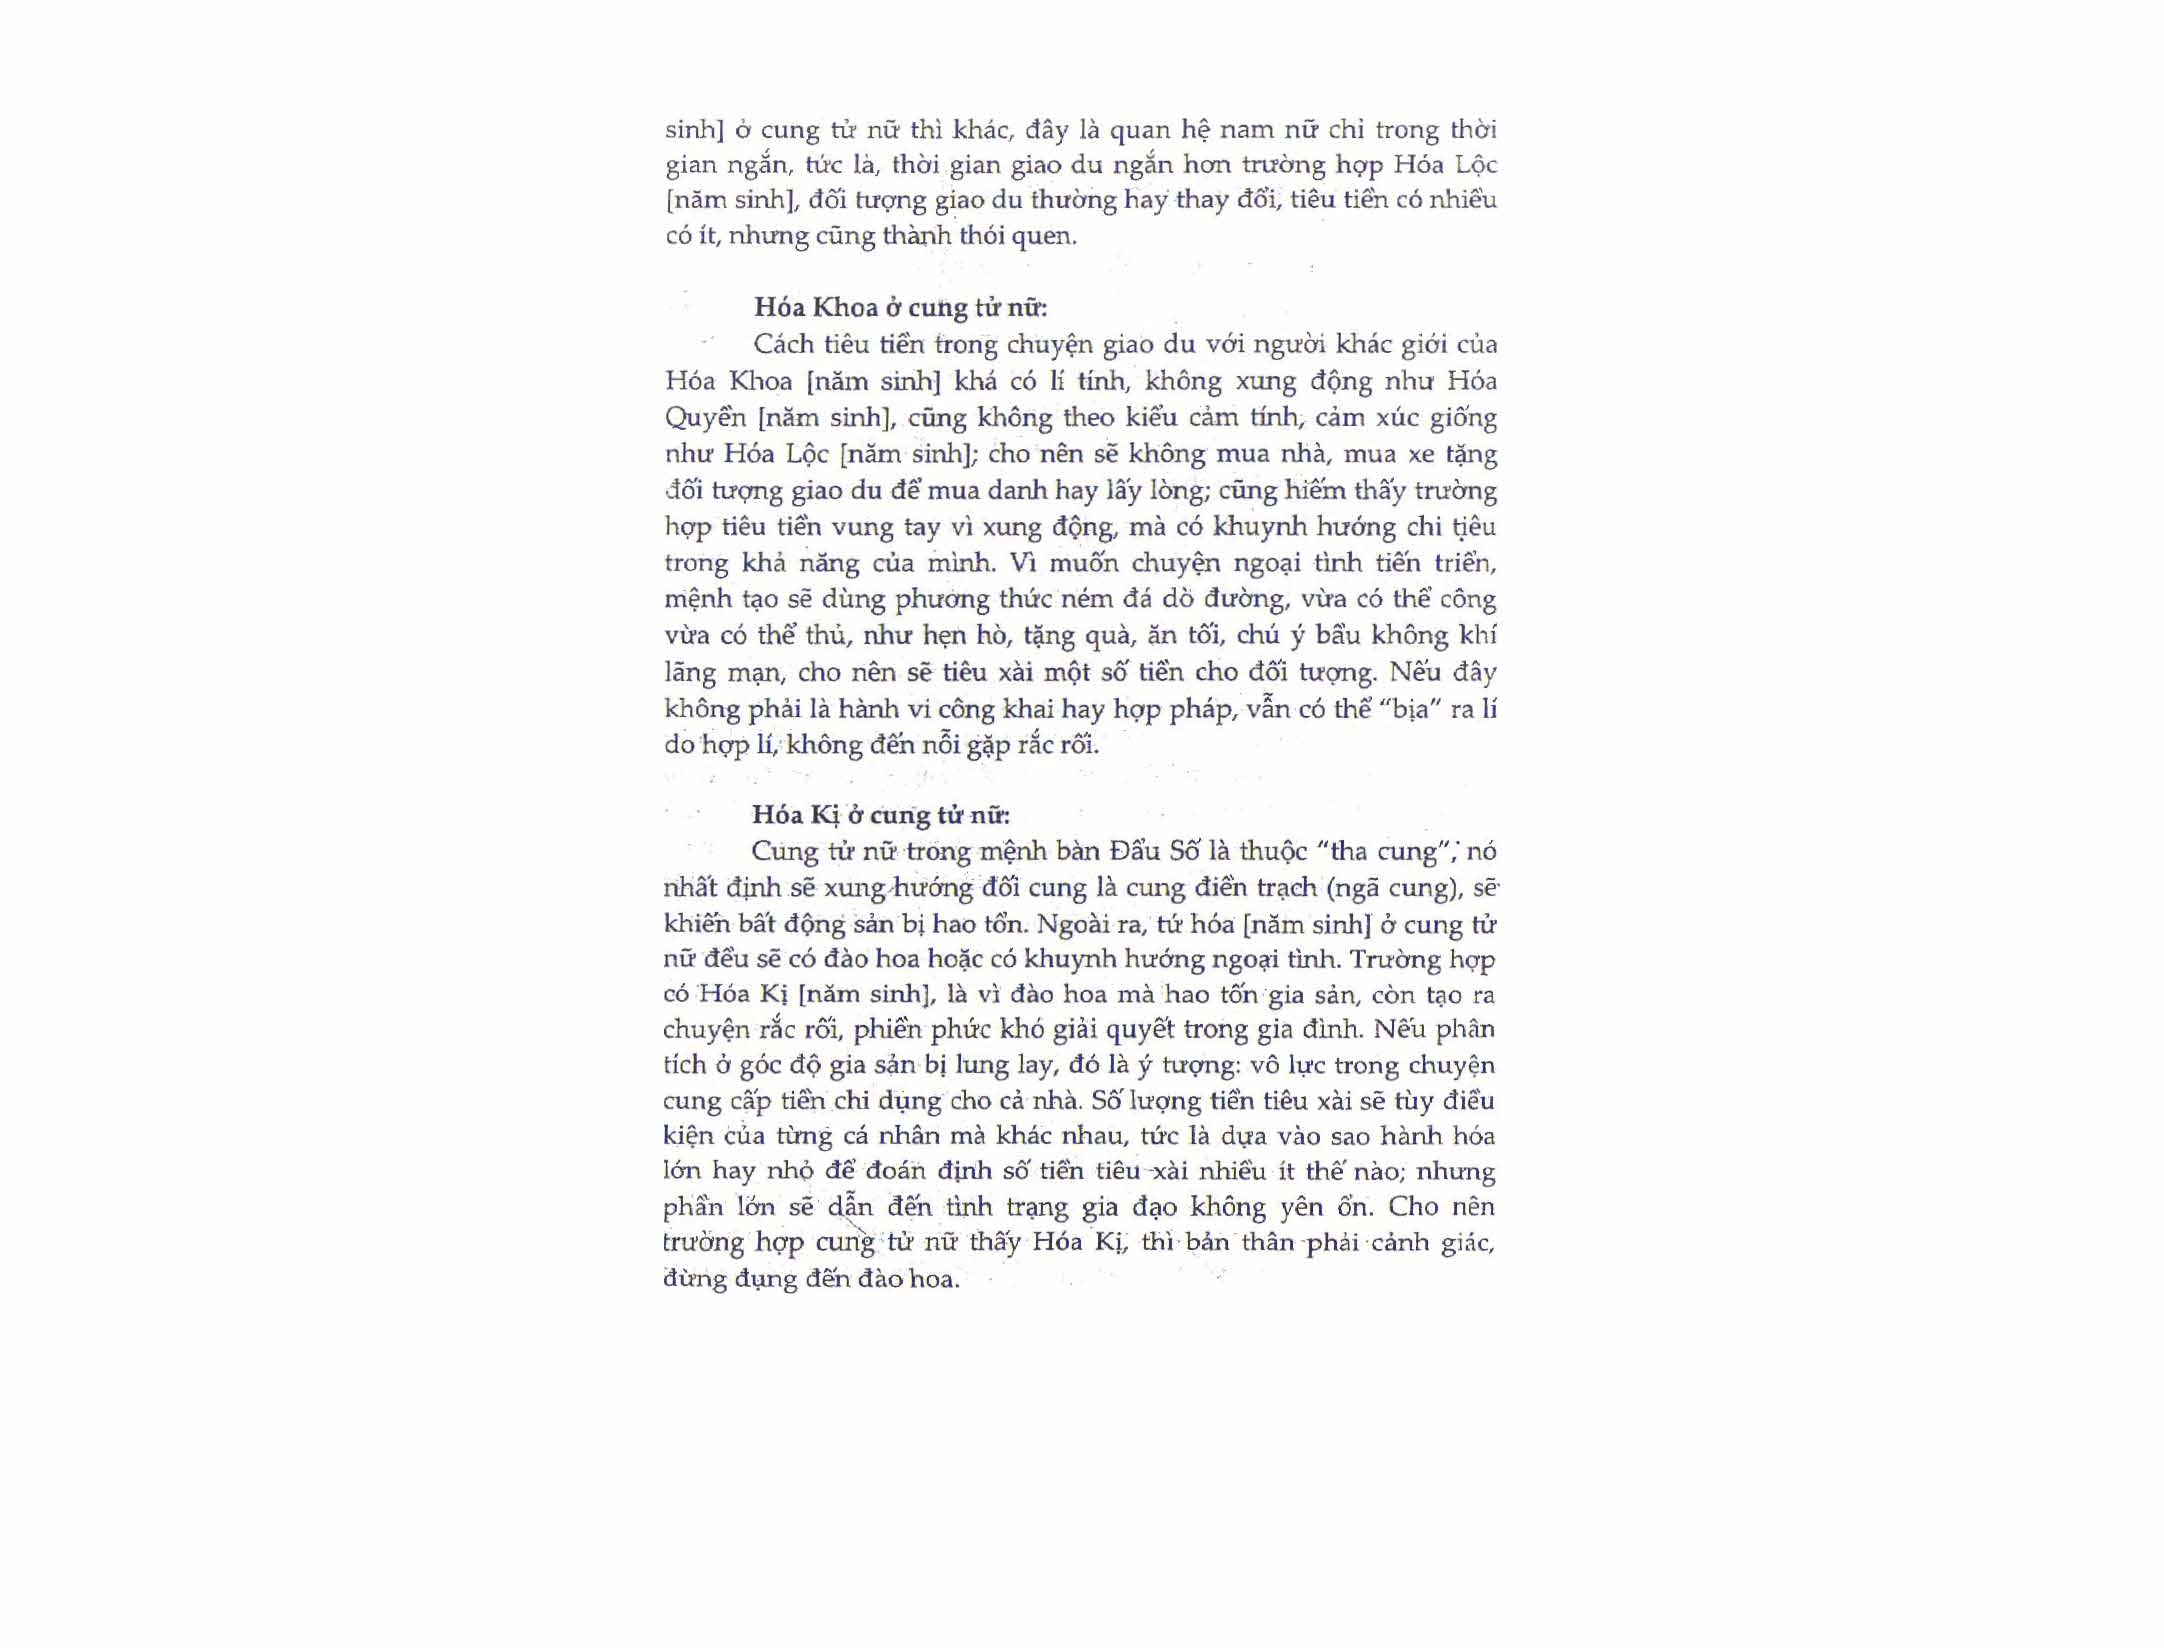 sinh] ở cung tử nữ thì khác, đây là quan hệ nam nữ chỉ trong thời
gian ngắn, tức là, thời gian giao du ngắn hơn trường hợp Hóa Lộc
[năm sinh], đối tượng giao du thường hay thay đổi, tiêu tiền có nhiều
có ít, nhưng cũng thành thói quen.
Hóa Khoa ở cung tử nữ:
Cách tiêu tiền trong chuyện giao du với người khác giới của
Hóa Khoa [năm sinh] khá có lí tính, không xung động như Hóa
Quyền [năm sinh], cũng không theo kiểu cảm tính, cảm xúc giống
như Hóa Lộc [năm sinh]; cho nên sẽ không mua nhà, mua xe tặng
đối tượng giao du để mua danh hay lấy lòng; cũng hiếm thấy trường
hợp tiêu tiền vung tay vì xung động, mà có khuynh hướng chi tiêu
trong khả năng của mình. Vì muốn chuyện ngoại tình tiến triển,
mệnh tạo sẽ dùng phương thức ném đá dò đường, vừa có thể công
vừa có thể thủ, như hẹn hò, tặng quà, ăn tối, chú ý bầu không khí
lãng mạn, cho nên sẽ tiêu xài một số tiền cho đối tượng. Nếu đây
không phải là hành vi công khai hay hợp pháp, vẫn có thể "bịa" ra lí
do hợp lí, không đến nỗi gặp rắc rối.
Hóa Kị ở cung tử nữ:
Cung tử nữ trong mệnh bàn Đẩu Số là thuộc "tha cung", nó
nhất định sẽ xung hướng đối cung là cung điền trạch (ngã cung), sẽ
khiến bất động sản bị hao tổn. Ngoài ra, tứ hóa [năm sinh] ở cung tử
nữ đều sẽ có đào hoa hoặc có khuynh hướng ngoại tình. Trường hợp
có Hóa Kị [năm sinh], là vì đào hoa mà hao tốn gia sản, còn tạo ra
chuyện rắc rối, phiền phức khó giải quyết trong gia đình. Nếu phân
tích ở góc độ gia sản bị lung lay, đó là ý tượng: vô lực trong chuyện
cung cấp tiền chi dụng cho cả nhà. Số lượng tiền tiêu xài sẽ tùy điều
kiện của từng cá nhân mà khác nhau, tức là dựa vào sao hành hóa
lớn hay nhỏ để đoán định số tiền tiêu xài nhiều ít thế nào; nhưng
phần lớn sẽ dẫn đến tình trạng gia đạo không yên ổn. Cho nên
trường hợp cung tử nữ thấy Hóa Kị, thì bản thân phải cảnh giác,
đừng đụng đến đào hoa.